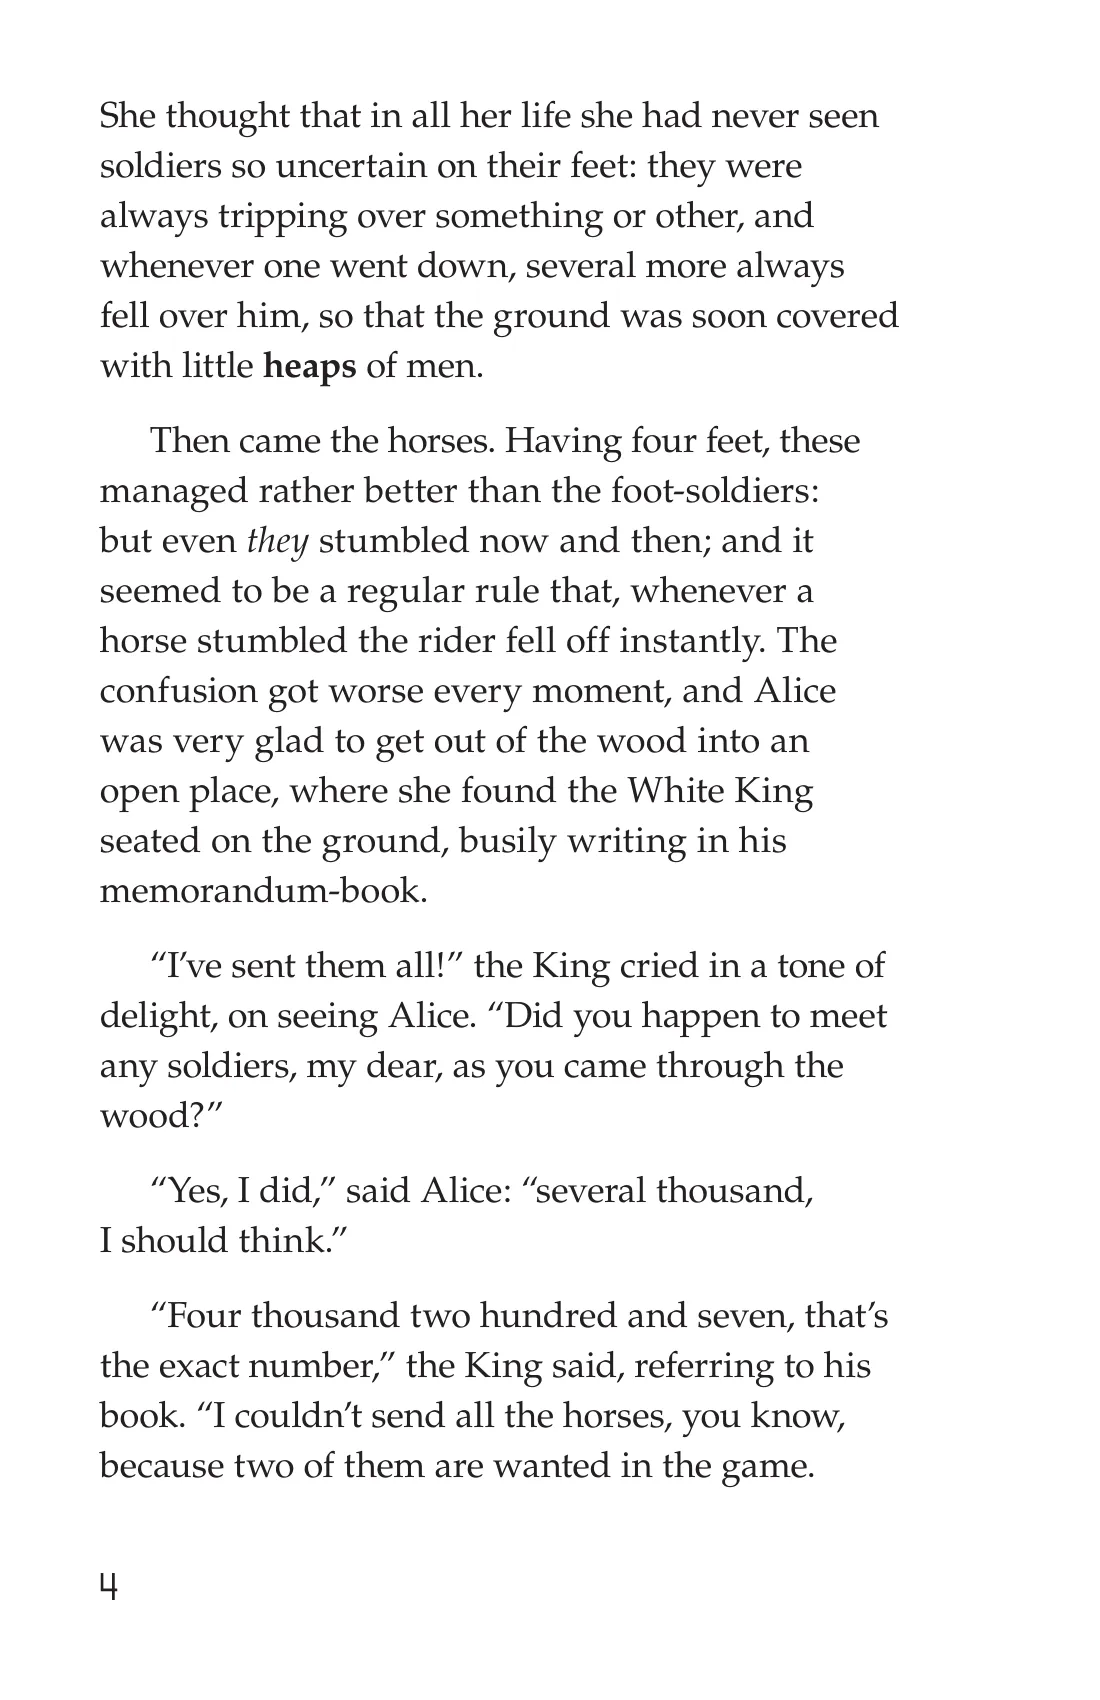 She thought that in all her life she had never seen
soldiers so uncertain on their feet: they were
always tripping over something or other, and
whenever one went down, several more always
fell over him, so that the ground was soon covered
with little heaps of men.
Then came the horses. Having four feet, these
managed rather better than the foot-soldiers:
but even they stumbled now and then; and it
seemed to be a regular rule that, whenever a
horse stumbled the rider fell off instantly. The
confusion got worse every moment, and Alice
was very glad to get out of the wood into an
open place, where she found the White King
seated on the ground, busily writing in his
memorandum-book.
“I’ve sent them all!” the King cried in a tone of
delight, on seeing Alice. “Did you happen to meet
any soldiers, my dear, as you came through the
wood?”
“Yes, I did,” said Alice: “several thousand,
I should think.”
“Four thousand two hundred and seven, that’s
the exact number,” the King said, referring to his
book. “I couldn’t send all the horses, you know,
because two of them are wanted in the game.
4